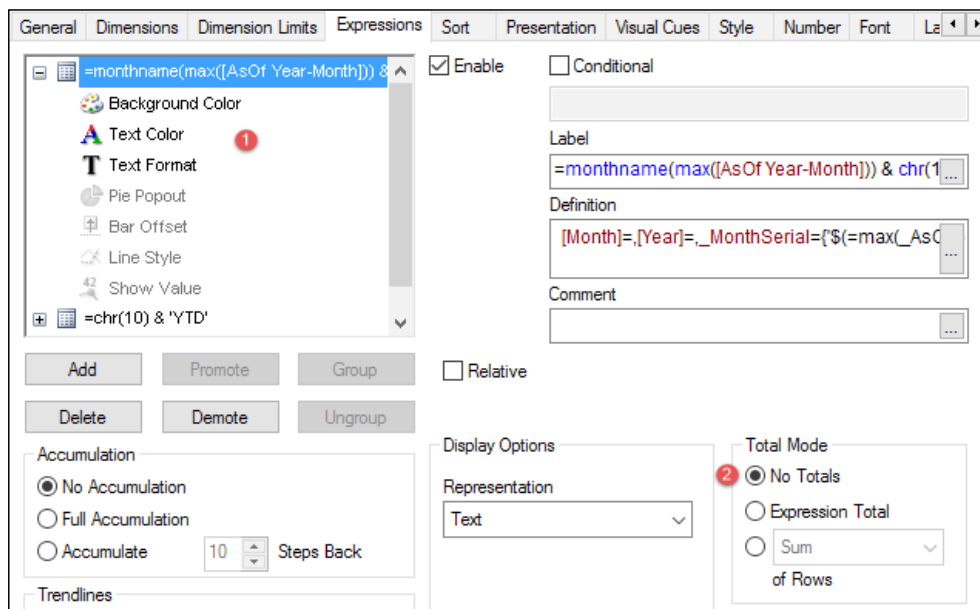 General Dimensions Dimension Limits Expressions Sort Presentation Visual Cues Style Number Font
=monthname(max([AsOf Year-Month])) &
Background Color
Text Color
1
Text Format
Pie Popout
Bar Offset
Line Style
42
Show Value
=chr(10) & 'YTD'
Add Promote Group
Delete Demote Ungroup
Accumulation
No Accumulation
Full Accumulation
Accumulate 10 Steps Back
Trendlines
Enable
Conditional
Label
=monthname(max([AsOf Year-Month])) & chr(1 ...
Definition
[Month]=,[Year]=,_MonthSerial={'$(=max(_AsO ...
Comment
...
Relative
Display Options
Representation
Text
Total Mode
2 No Totals
Expression Total
Sum
of Rows